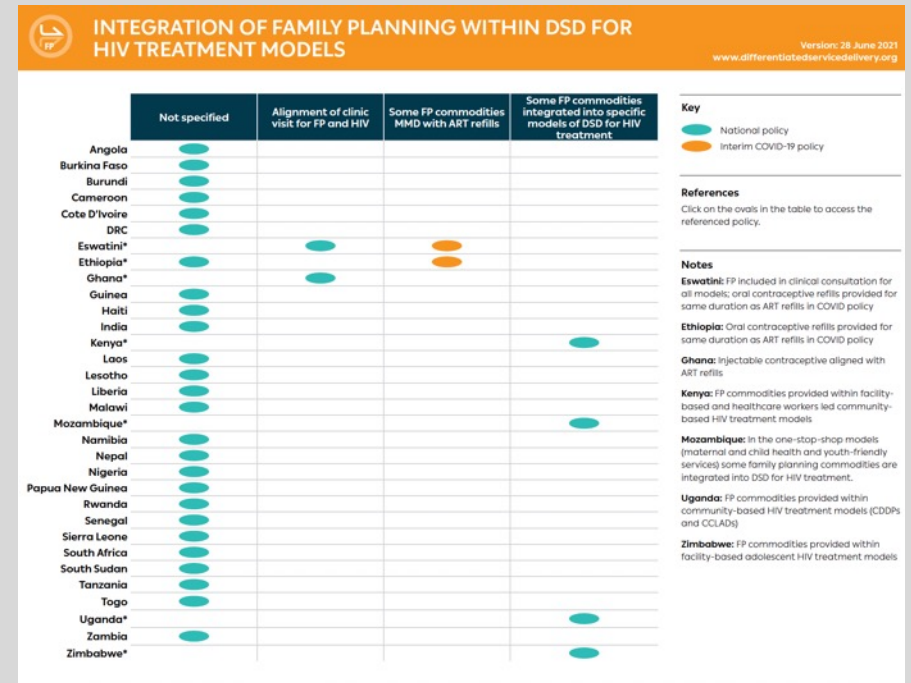 FP
INTEGRATION OF FAMILY PLANNING WITHIN DSD FOR
HIV TREATMENT MODELS
Version: 28 June 2021
www.differentiatedservicedelivery.org
Not specified
Alignment of clinic
visit for FP and HIV
Some FP commodities
MMD with ART refills
Some FP commodities
integrated into specific
models of DSD for HIV
treatment
Angola
Burkina Faso
Burundi
Cameroon
Cote D'Ivoire
DRC
Eswatini*
Ethiopia*
Ghana*
Guinea
Haiti
India
Kenya*
Laos
Lesotho
Liberia
Malawi
Mozambique*
Namibia
Nepal
Nigeria
Papua New Guinea
Rwanda
Senegal
Sierra Leone
South Africa
South Sudan
Tanzania
Togo
Uganda*
Zambia
Zimbabwe*
Key
National policy
Interim COVID-19 policy
References
Click on the ovals in the table to access the
referenced policy.
Notes
Eswatini: FP included in clinical consultation for
all models; oral contraceptive refills provided for
same duration as ART refills in COVID policy
Ethiopia: Oral contraceptive refills provided for
same duration as ART refills in COVID policy
Ghana: Injectable contraceptive aligned with
ART refills
Kenya: FP commodities provided within facility-
based and healthcare workers led community-
based HIV treatment models
Mozambique: In the one-stop-shop models
(maternal and child health and youth-friendly
services) some family planning commodities are
integrated into DSD for HIV treatment.
Uganda: FP commodities provided within
community-based HIV treatment models (CDDPs
and CCLADs)
Zimbabwe: FP commodities provided within
facility-based adolescent HIV treatment models